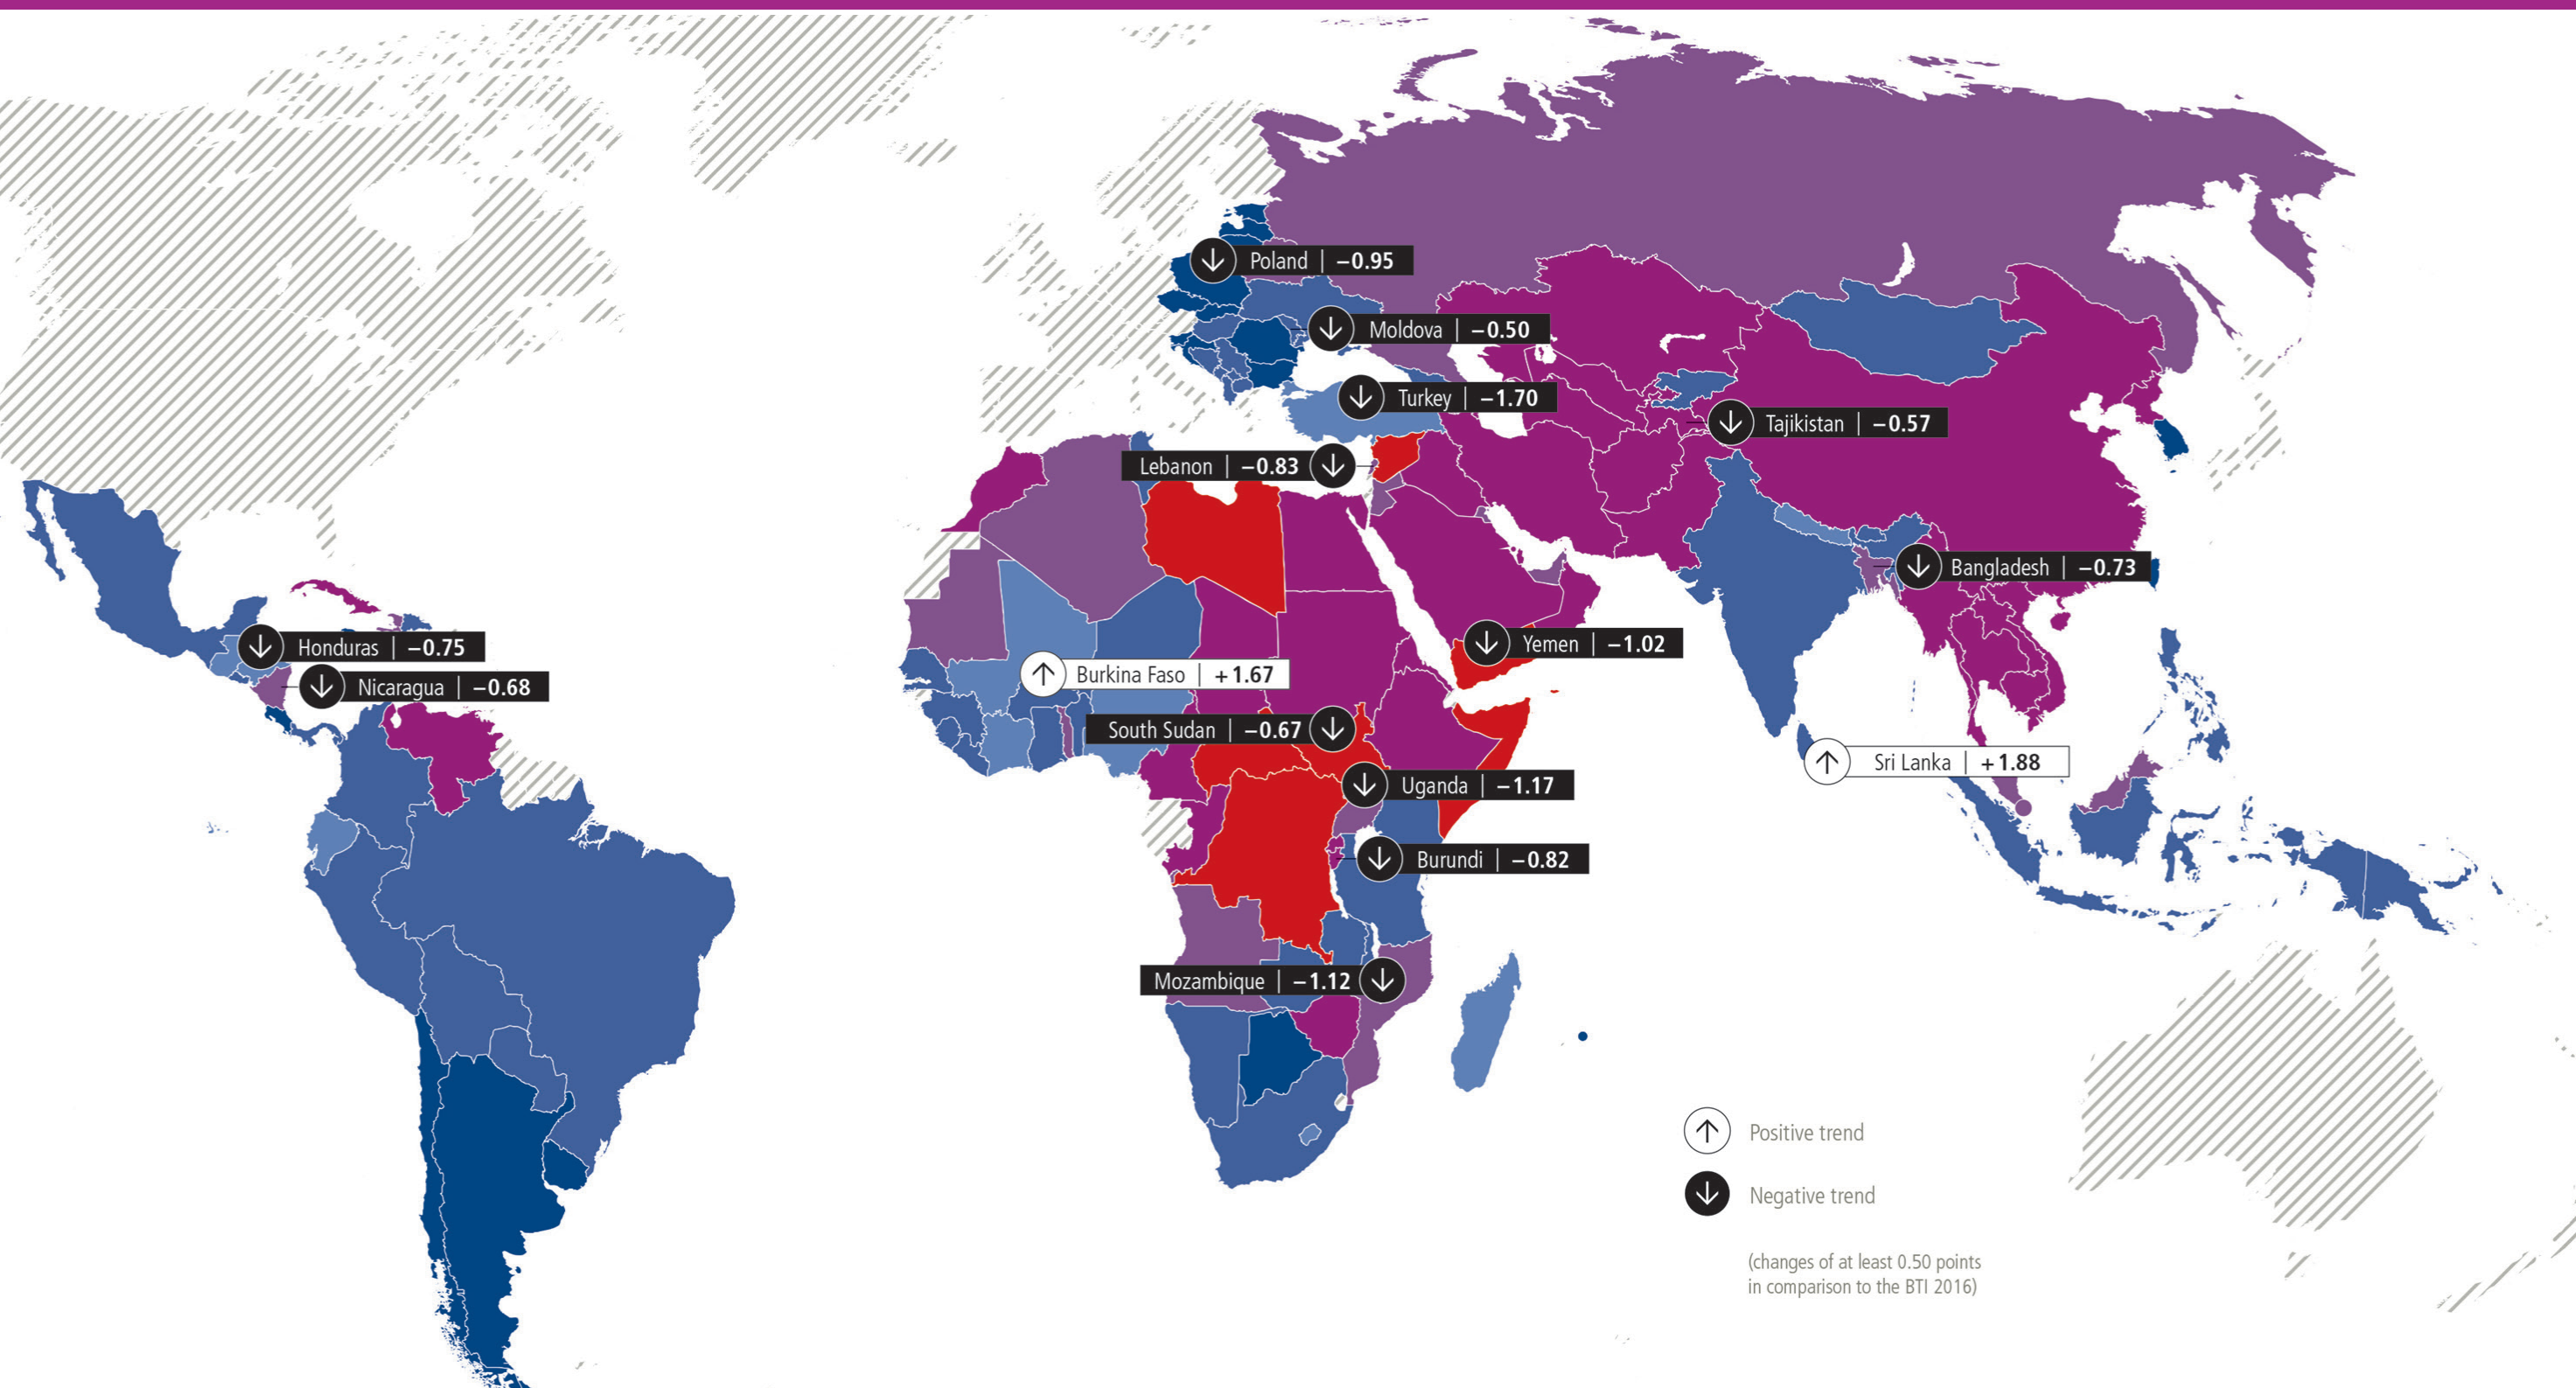 Poland | −0.95
Moldova | −0.50
Turkey | −1.70
Tajikistan | −0.57
Lebanon | −0.83
Bangladesh | −0.73
Honduras | −0.75
Yemen | −1.02
Burkina Faso | +1.67
Nicaragua | −0.68
South Sudan | −0.67
Sri Lanka | +1.88
Uganda | −1.17
Burundi | −0.82
Mozambique | −1.12
Positive trend
Negative trend
(changes of at least 0.50 points
in comparison to the BTI 2016)